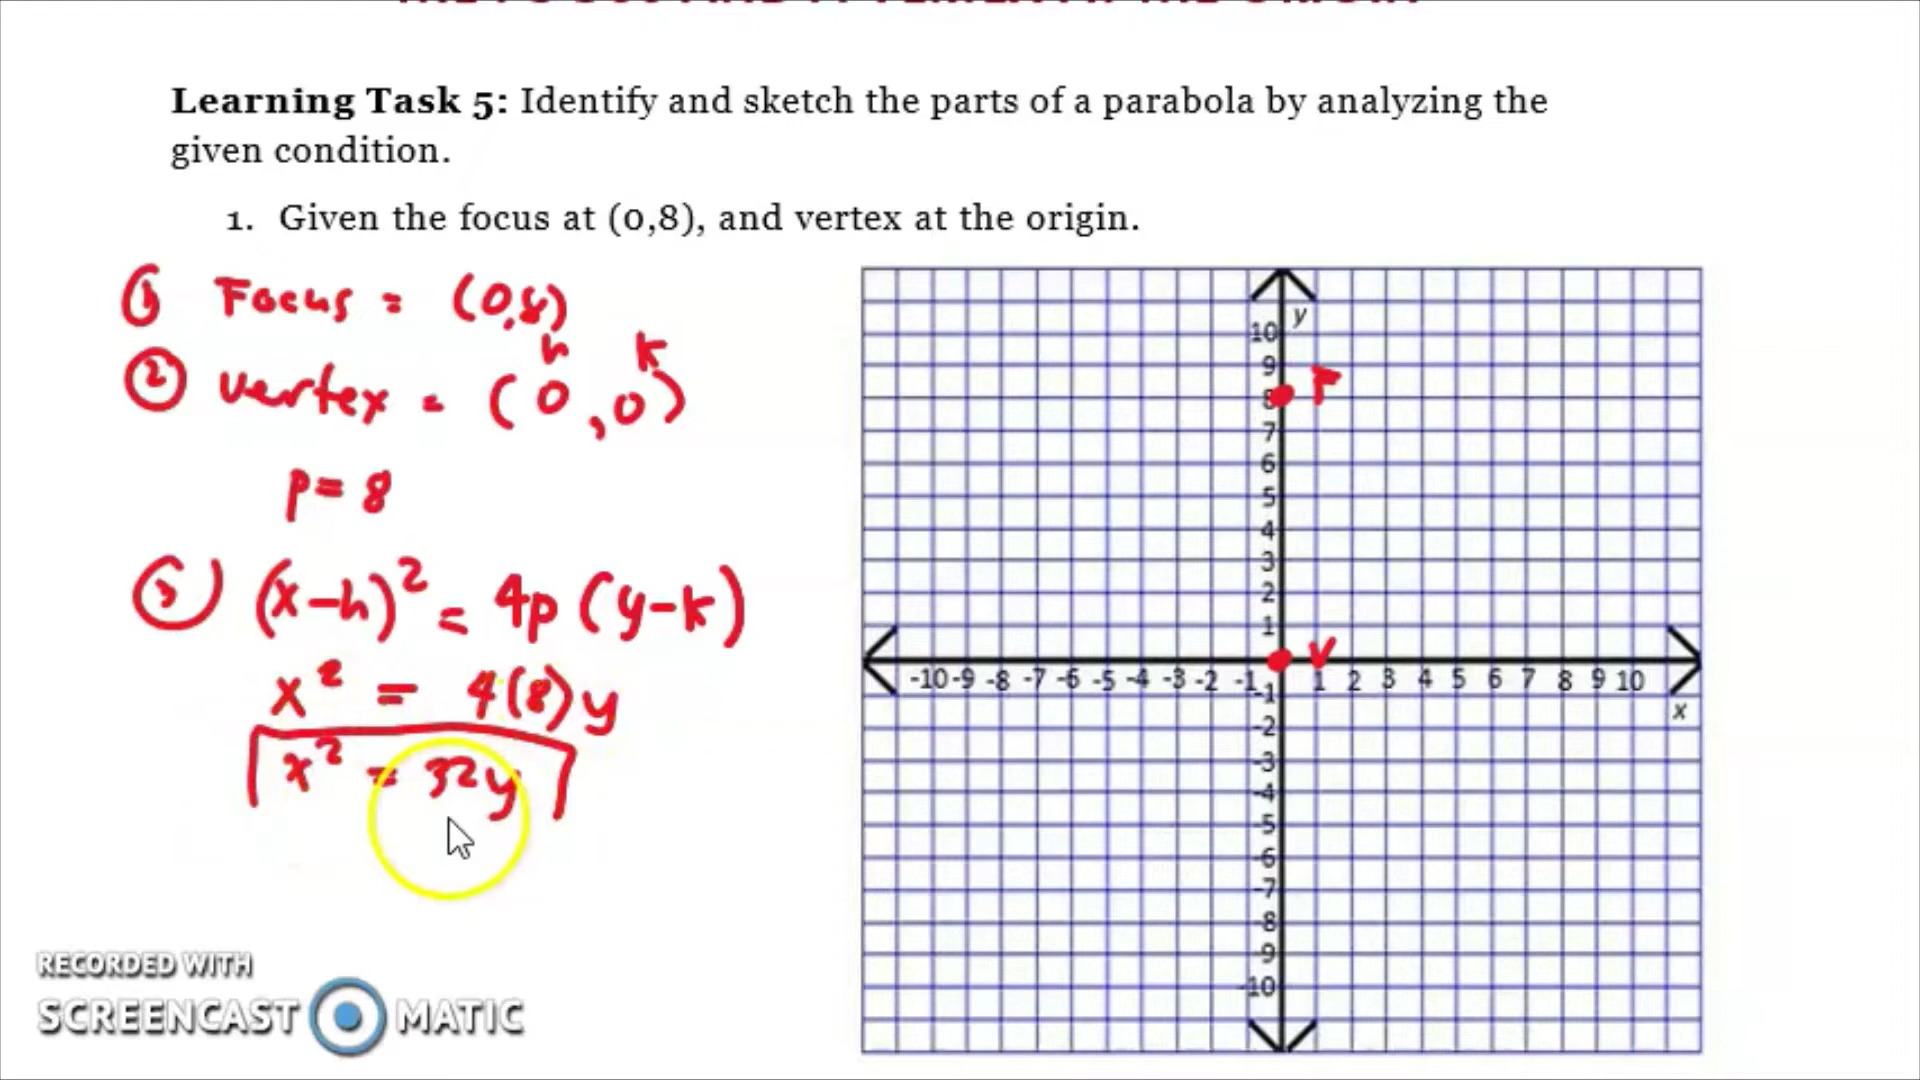 Learning Task 5: Identify and sketch the parts of a parabola by analyzing the
given condition.
1. Given the focus at (0,8), and vertex at the origin.
① Focus = (0,8)
h k
② vertex = (0,0)
p = 8
③ (x-h)² = 4p(y-k)
x² = 4(8)y
x² = 32y
y
10
9
F
8
7
6
5
4
3
2
1
V
-10 -9 -8 -7 -6 -5 -4 -3 -2 -1 1 2 3 4 5 6 7 8 9 10
x
-1
-2
-3
-4
-5
-6
-7
-8
-9
-10
RECORDED WITH
SCREENCAST MATIC